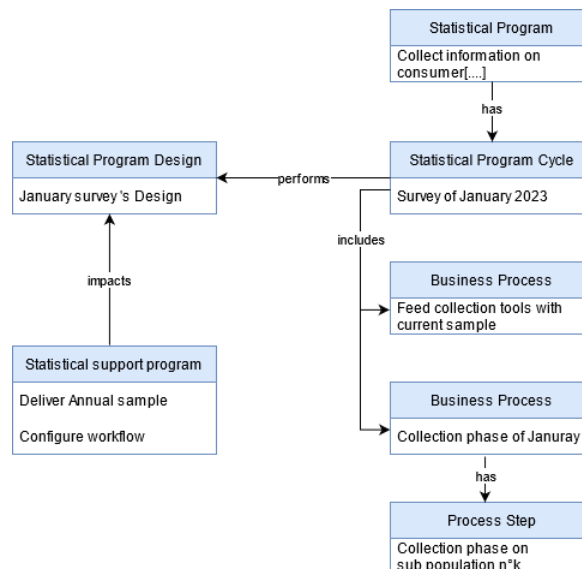 Statistical Program
Collect information on
consumer[....]
has
Statistical Program Design
January survey's Design
performs
Statistical Program Cycle
Survey of January 2023
includes
impacts
Business Process
Feed collection tools with
current sample
Statistical support program
Deliver Annual sample
Configure workflow
Business Process
Collection phase of Januray
has
Process Step
Collection phase on
sub population n°k